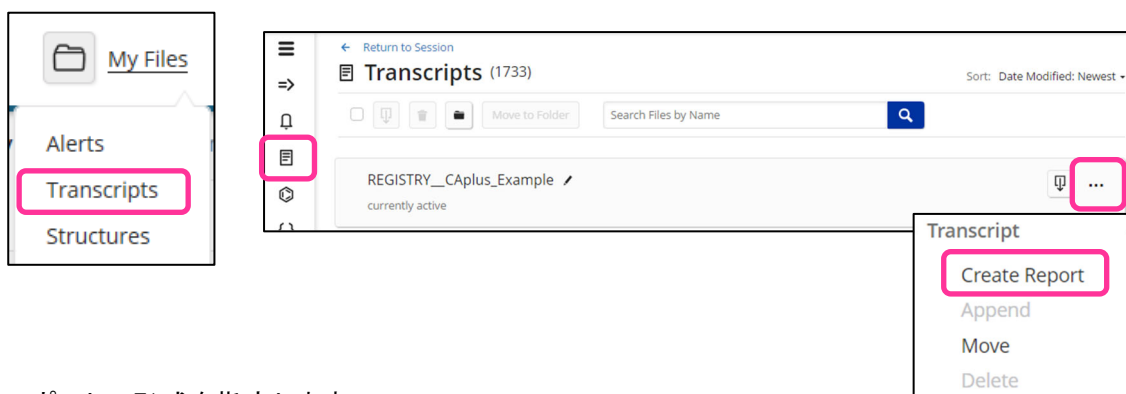 My Files
Alerts
Transcripts
Structures
← Return to Session
Transcripts (1733)
Sort: Date Modified: Newest
Move to Folder
Search Files by Name
REGISTRY__CAplus_Example
currently active
Transcript
Create Report
Append
Move
Delete